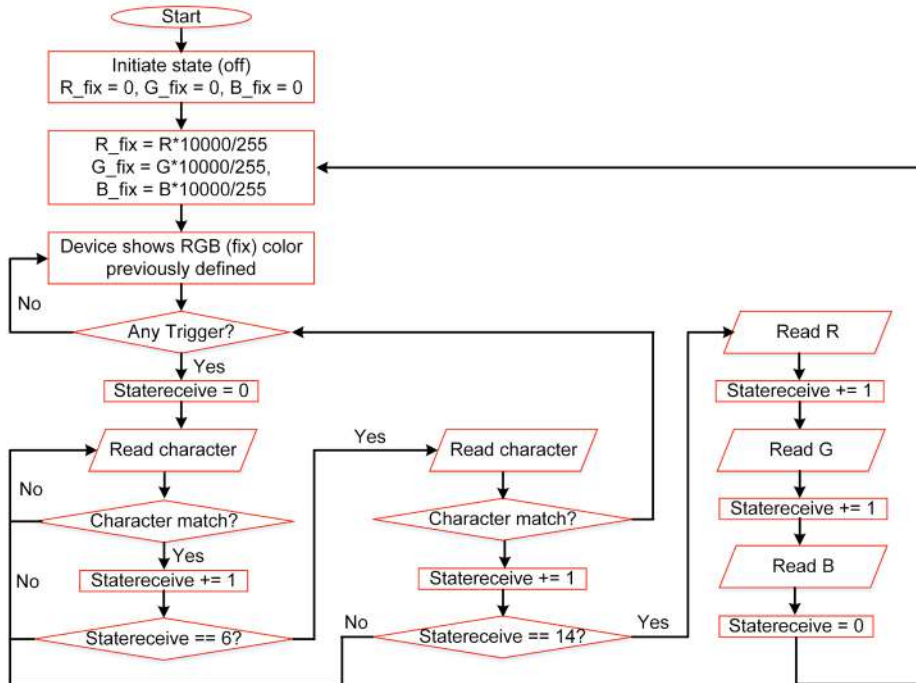 Start
Initiate state (off)
R_fix = 0, G_fix = 0, B_fix = 0
R_fix = R*10000/255
G_fix = G*10000/255,
B_fix = B*10000/255
Device shows RGB (fix) color
previously defined
No
Any Trigger?
Yes
Statereceive = 0
Read character
No
Character match?
Yes
No
Statereceive += 1
Statereceive == 6?
Yes
Read character
Character match?
Statereceive += 1
No
Statereceive == 14?
Yes
Read R
Statereceive += 1
Read G
Statereceive += 1
Read B
Statereceive = 0